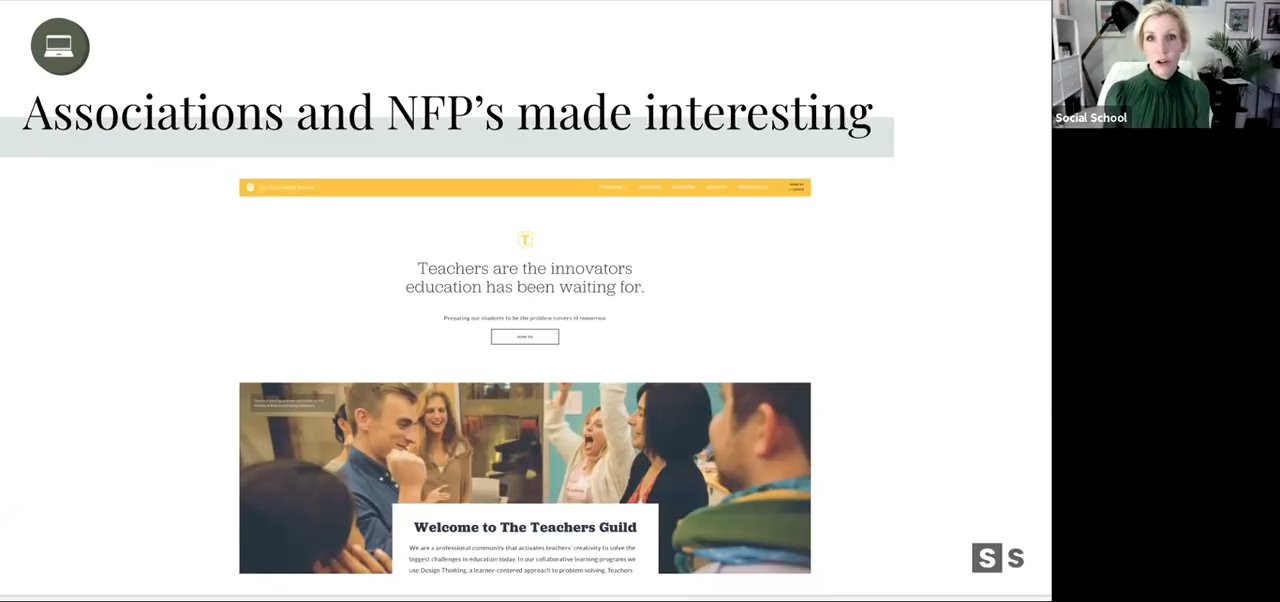 Associations and NFP's made interesting
Social School
T
Teachers are the innovators
education has been waiting for.
Preparing our students to be the problem solvers of tomorrow
JOIN US
Welcome to The Teachers Guild
We are a professional community that activates teachers' creativity to solve the
biggest challenges in education today. In our collaborative learning programs we
use Design Thinking, a learner-centered approach to problem solving. Teachers
S S